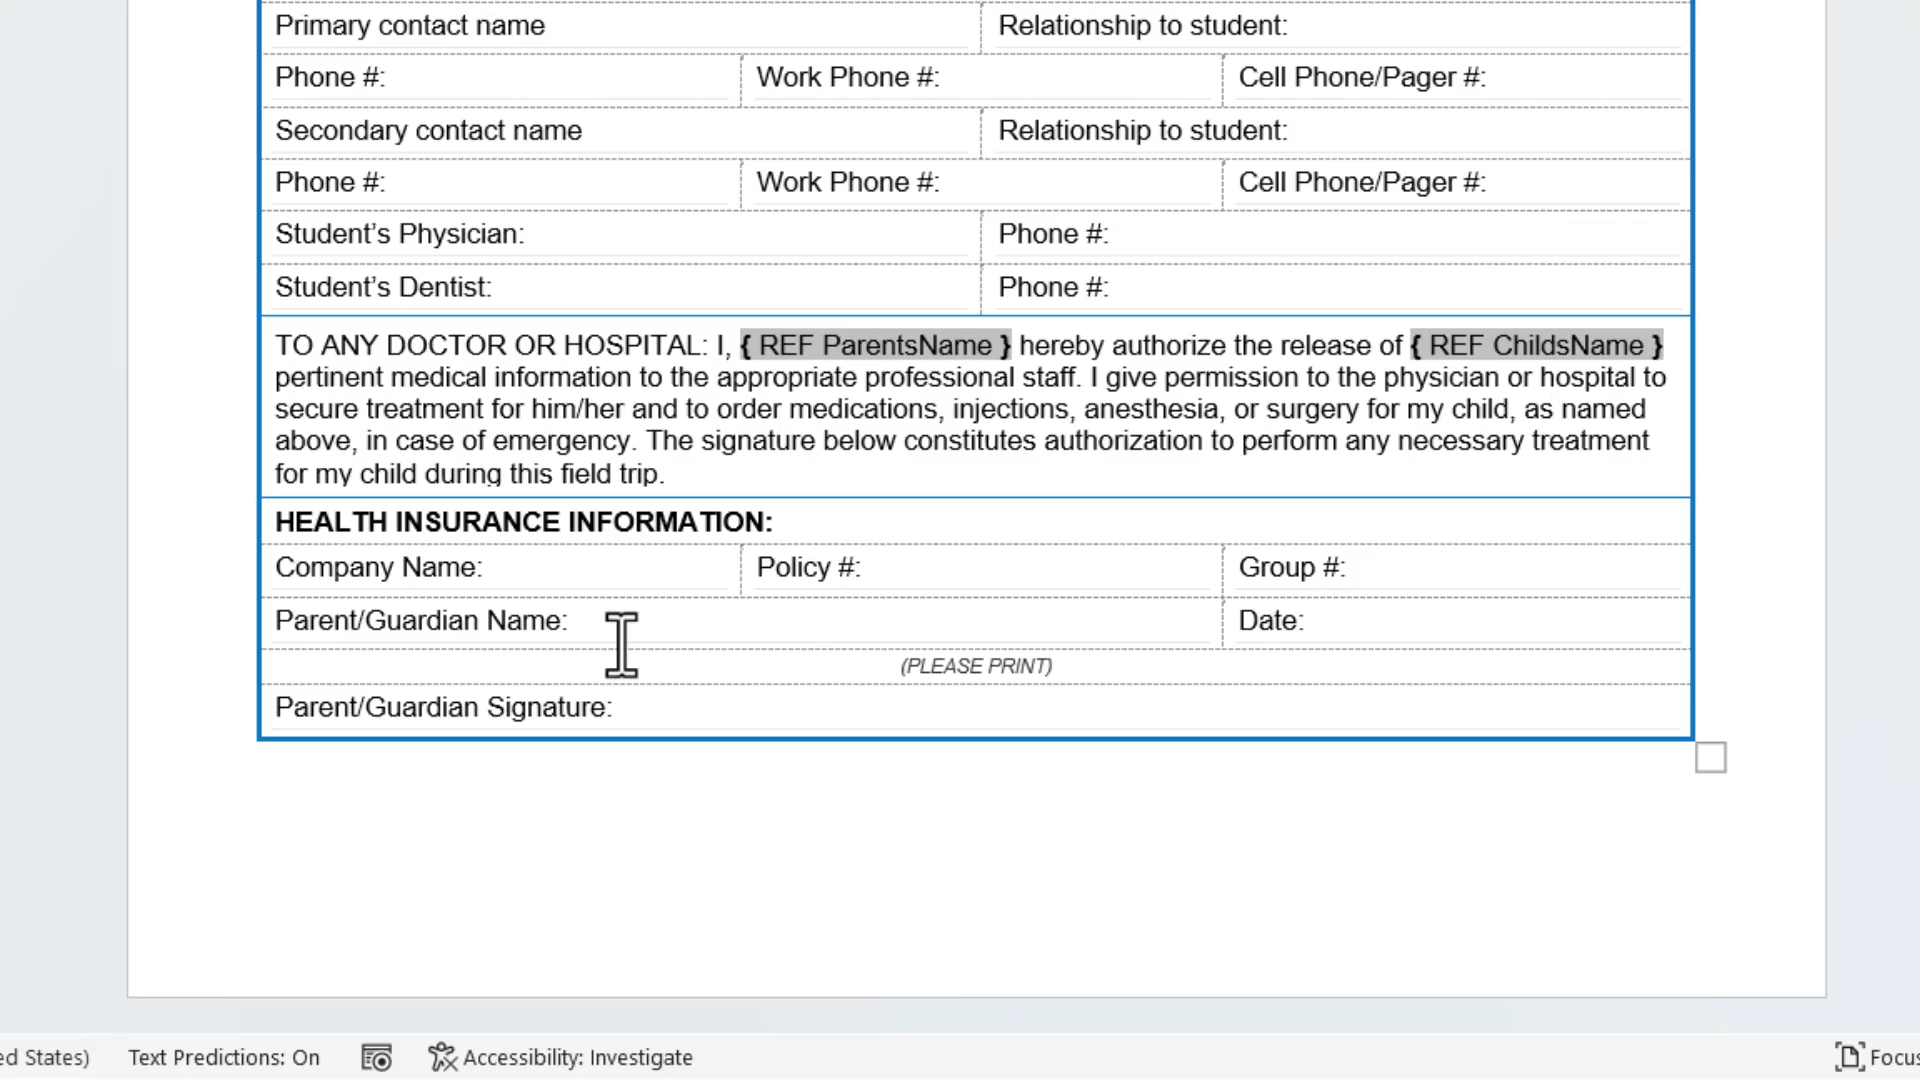 Primary contact name Relationship to student:
Phone #: Work Phone #: Cell Phone/Pager #:
Secondary contact name Relationship to student:
Phone #: Work Phone #: Cell Phone/Pager #:
Student’s Physician: Phone #:
Student’s Dentist: Phone #:
TO ANY DOCTOR OR HOSPITAL: I, { REF ParentsName } hereby authorize the release of { REF ChildsName }
pertinent medical information to the appropriate professional staff. I give permission to the physician or hospital to
secure treatment for him/her and to order medications, injections, anesthesia, or surgery for my child, as named
above, in case of emergency. The signature below constitutes authorization to perform any necessary treatment
for my child during this field trip.
HEALTH INSURANCE INFORMATION:
Company Name: Policy #: Group #:
Parent/Guardian Name: Date:
(PLEASE PRINT)
Parent/Guardian Signature:
ed States) Text Predictions: On Accessibility: Investigate Focus